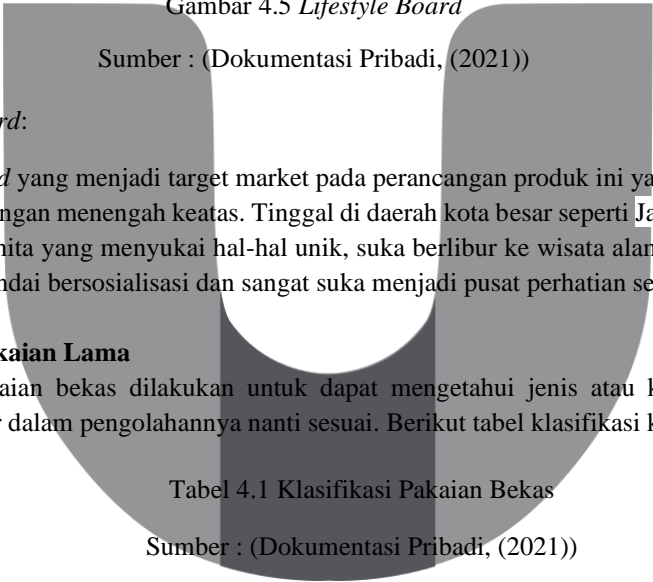 Gambar 4.5 Lifestyle Board
Sumber : (Dokumentasi Pribadi, (2021))
rd:
d yang menjadi target market pada perancangan produk ini ya
ngan menengah keatas. Tinggal di daerah kota besar seperti Ja
nita yang menyukai hal-hal unik, suka berlibur ke wisata alan
ndai bersosialisasi dan sangat suka menjadi pusat perhatian se
kaian Lama
aian bekas dilakukan untuk dapat mengetahui jenis atau k
r dalam pengolahannya nanti sesuai. Berikut tabel klasifikasi k
Tabel 4.1 Klasifikasi Pakaian Bekas
Sumber : (Dokumentasi Pribadi, (2021))